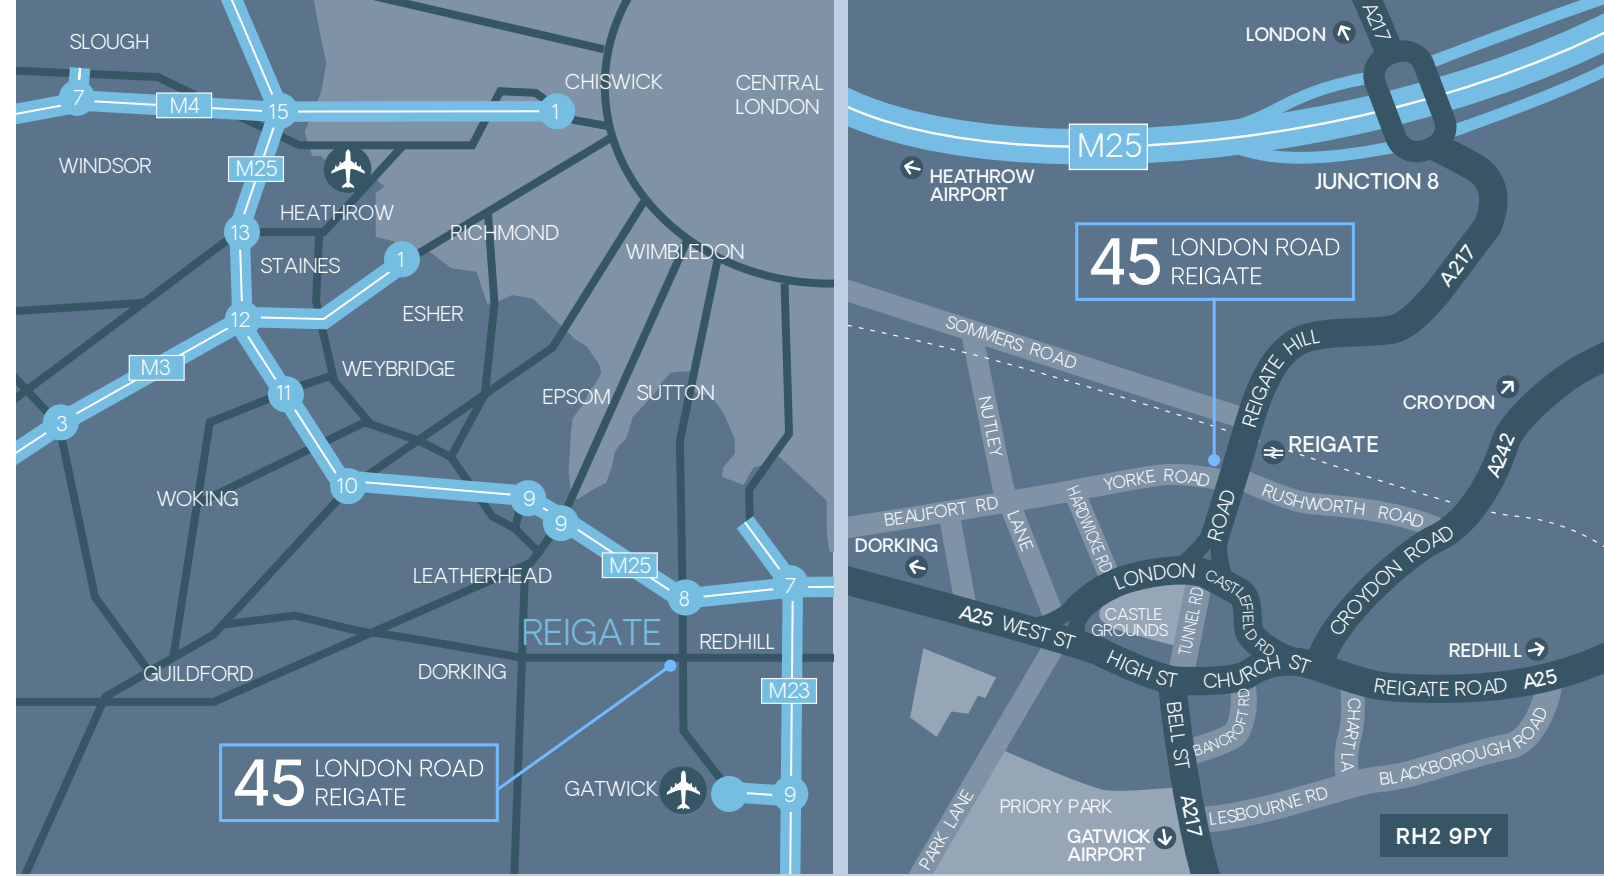 SLOUGH
7
M4
15
CHISWICK
1
CENTRAL
LONDON
WINDSOR
M25
HEATHROW
13
RICHMOND
STAINES
1
WIMBLEDON
12
ESHER
M3
WEYBRIDGE
11
EPSOM
SUTTON
3
WOKING
10
9
9
M25
LEATHERHEAD
8
7
REIGATE
REDHILL
GUILDFORD
DORKING
M23
45
LONDON ROAD
REIGATE
GATWICK
9
A217
LONDON
M25
JUNCTION 8
HEATHROW
AIRPORT
45
LONDON ROAD
REIGATE
A217
SOMMERS ROAD
REIGATE HILL
CROYDON
NUTLEY
LANE
REIGATE
A242
YORKE ROAD
BEAUFORT RD
HARDWICKE RD
ROAD
RUSHWORTH ROAD
DORKING
LONDON
CASTLEFIELD RD
CROYDON ROAD
CASTLE
GROUNDS
TUNNEL RD
A25 WEST ST
HIGH ST
CHURCH ST
REDHILL
REIGATE ROAD A25
BELL ST
BANCROFT RD
CHART LA
BLACKBOROUGH ROAD
LESBOURNE RD
PARK LANE
PRIORY PARK
A217
GATWICK
AIRPORT
RH2 9PY